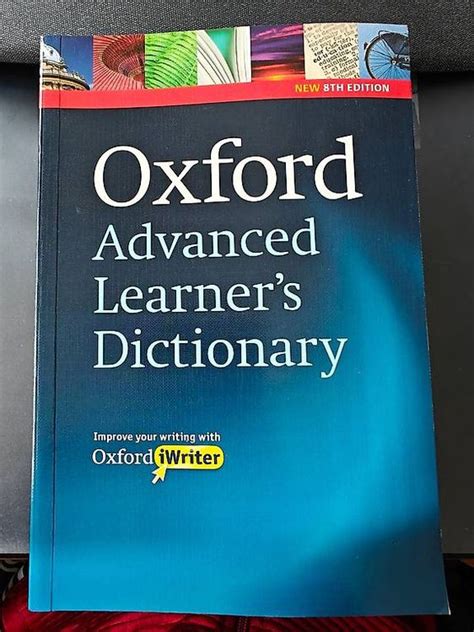 NEW 8TH EDITION
Oxford
Advanced
Learner's
Dictionary
Improve your writing with
Oxford iWriter